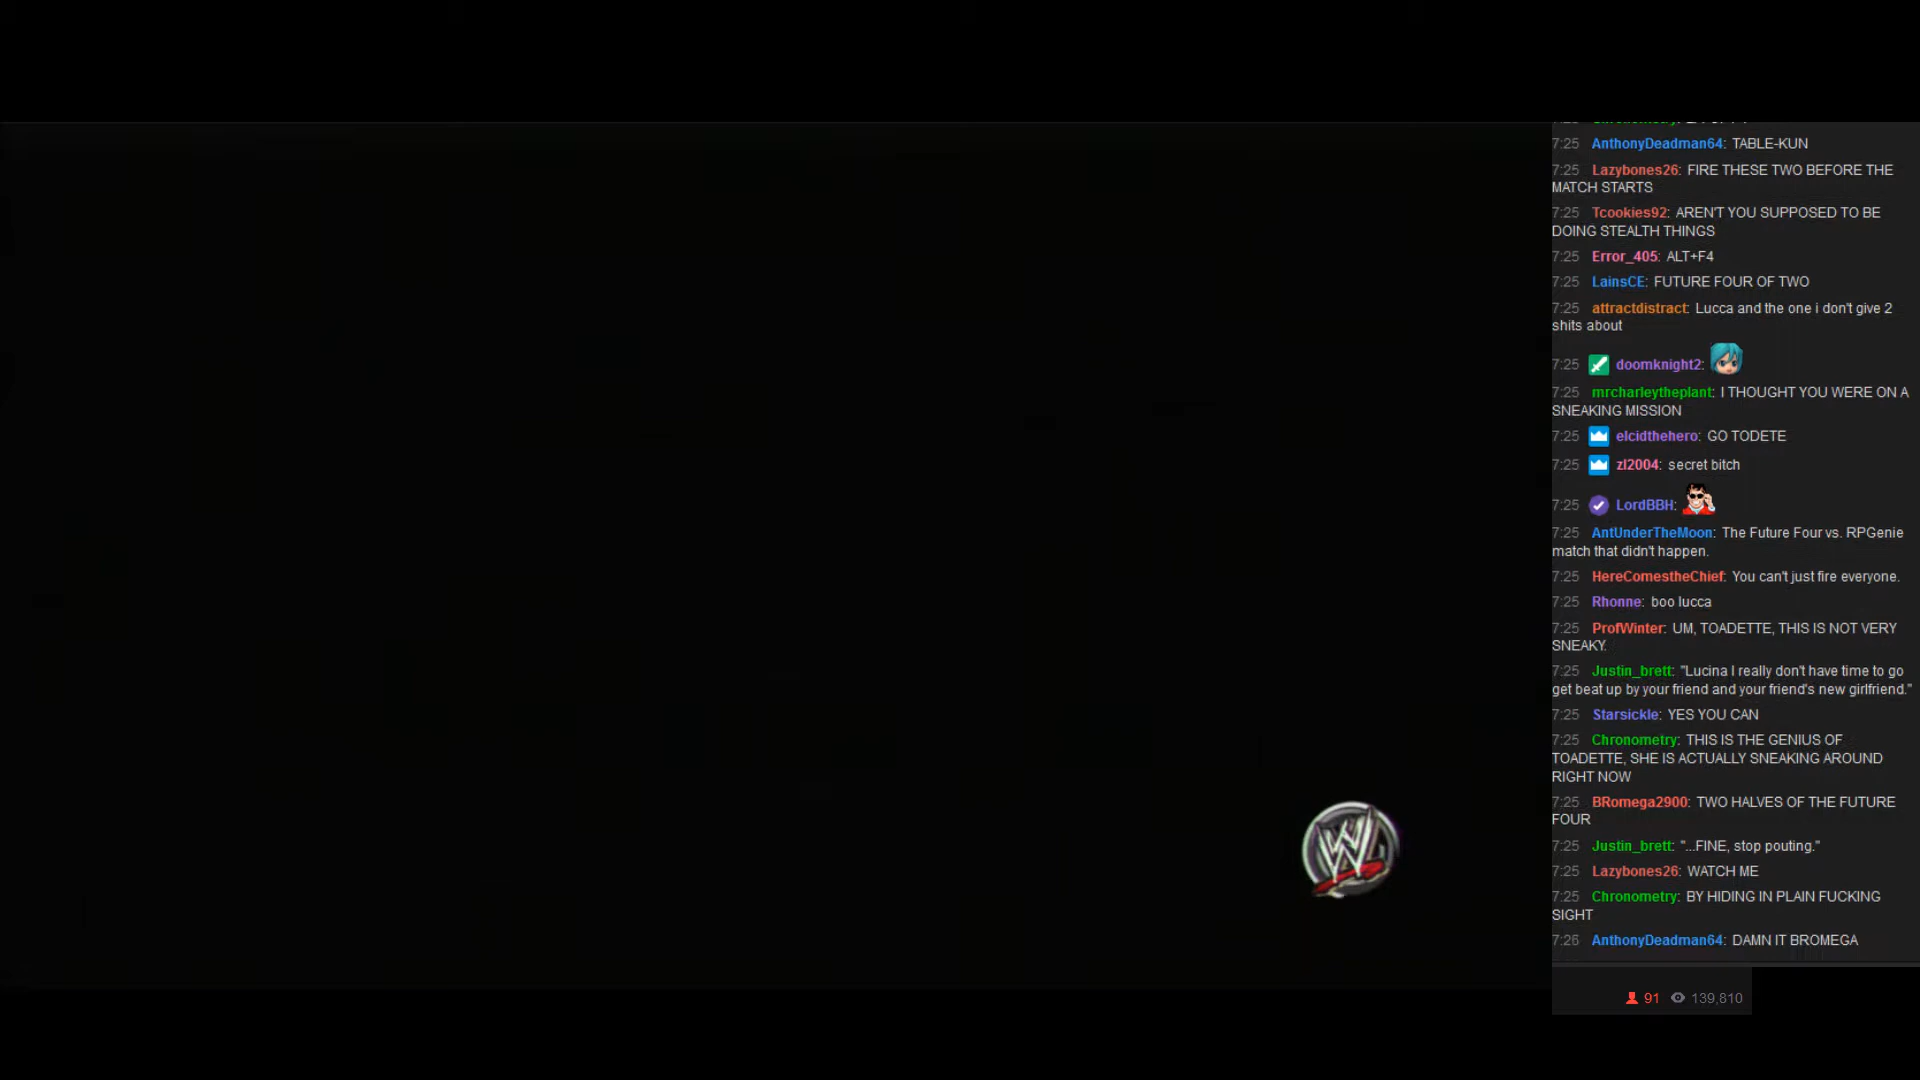 7:25 AnthonyDeadman64: TABLE-KUN
7:25 Lazybones26: FIRE THESE TWO BEFORE THE
MATCH STARTS
7:25 Tcookies92: AREN'T YOU SUPPOSED TO BE
DOING STEALTH THINGS
7:25 Error_405: ALT+F4
7:25 LainsCE: FUTURE FOUR OF TWO
7:25 attractdistract: Lucca and the one i don't give 2
shits about
7:25 doomknight2:
7:25 mrcharleytheplant: I THOUGHT YOU WERE ON A
SNEAKING MISSION
7:25 elcidthehero: GO TODETE
7:25 zl2004: secret bitch
7:25 LordBBH:
7:25 AntUnderTheMoon: The Future Four vs. RPGenie
match that didn't happen.
7:25 HereComestheChief: You can't just fire everyone.
7:25 Rhonne: boo lucca
7:25 ProfWinter: UM, TOADETTE, THIS IS NOT VERY
SNEAKY.
7:25 Justin_brett: "Lucina I really don't have time to go
get beat up by your friend and your friend's new girlfriend."
7:25 Starsickle: YES YOU CAN
7:25 Chronometry: THIS IS THE GENIUS OF
TOADETTE, SHE IS ACTUALLY SNEAKING AROUND
RIGHT NOW
7:25 BRomega2900: TWO HALVES OF THE FUTURE
FOUR
7:25 Justin_brett: "...FINE, stop pouting."
7:25 Lazybones26: WATCH ME
7:25 Chronometry: BY HIDING IN PLAIN FUCKING
SIGHT
7:26 AnthonyDeadman64: DAMN IT BROMEGA
91 139,810